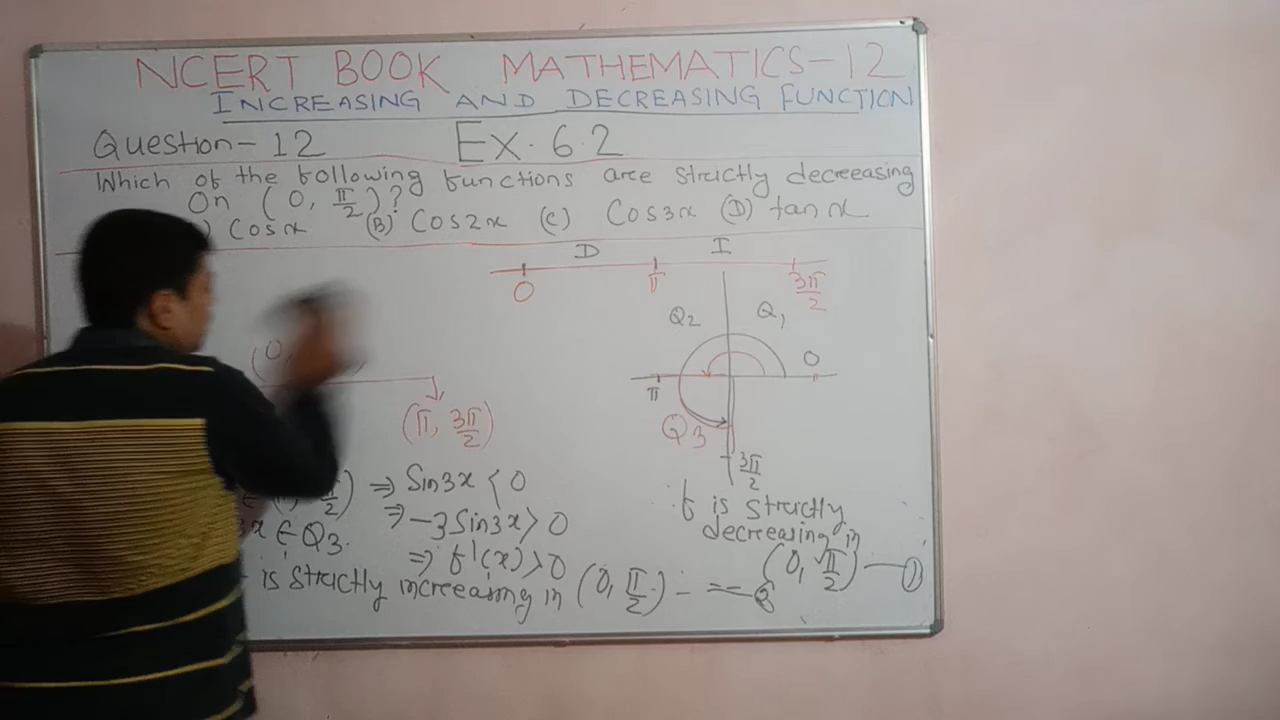 NCERT BOOK MATHEMATICS-12
INCREASING AND DECREASING FUNCTION
Question-12 Ex. 6.2
Which of the following functions are strictly decreeasing
on (0, π/2)?
) Cosx (B) Cos2x (C) Cos3x (D) tan x
D I
0 π 3π/2
Q2 Q1
π 0
Q3
3π/2
(0,
(π, 3π/2)
⇒ Sin3x < 0
3x ∈ Q3. ⇒ -3Sin3x > 0
⇒ f'(x) > 0
is strictly increasing in (0, π/2) - 2
f is strictly
decreasing in
(0, π/2) — 1